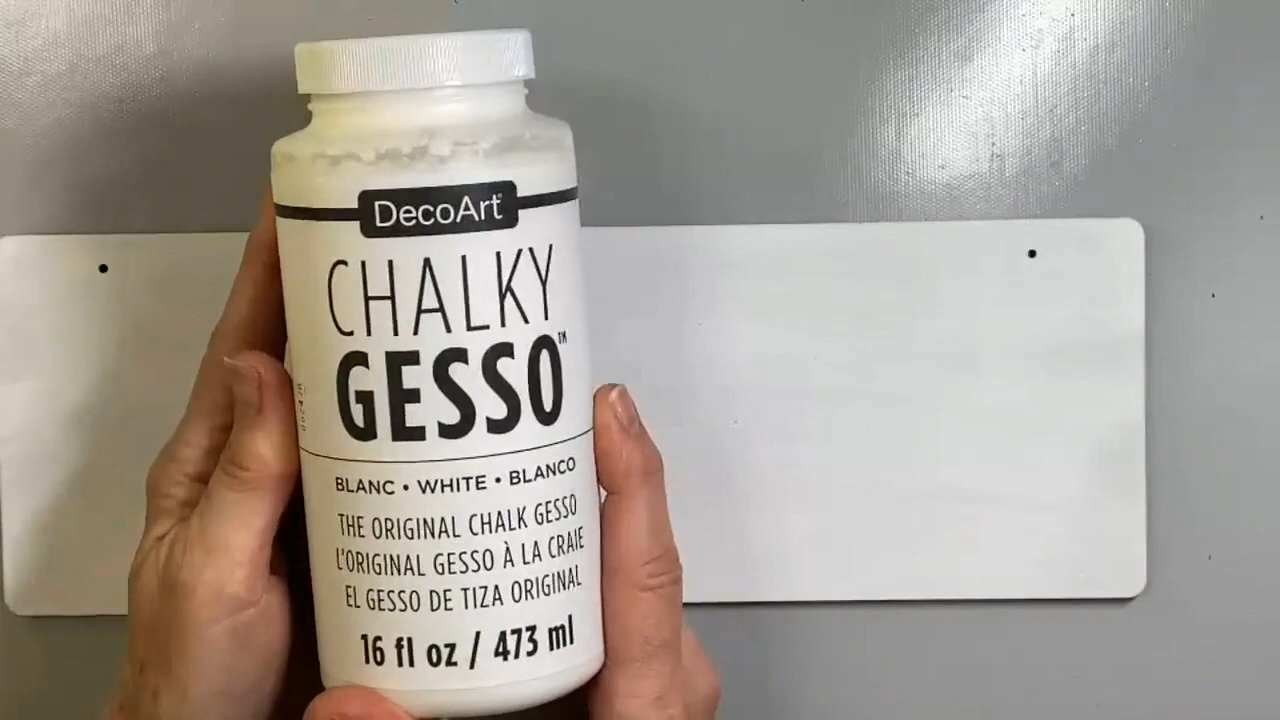 DecoArt
CHALKY
GESSO™
BLANC • WHITE • BLANCO
THE ORIGINAL CHALK GESSO
L'ORIGINAL GESSO À LA CRAIE
EL GESSO DE TIZA ORIGINAL
16 fl oz / 473 ml